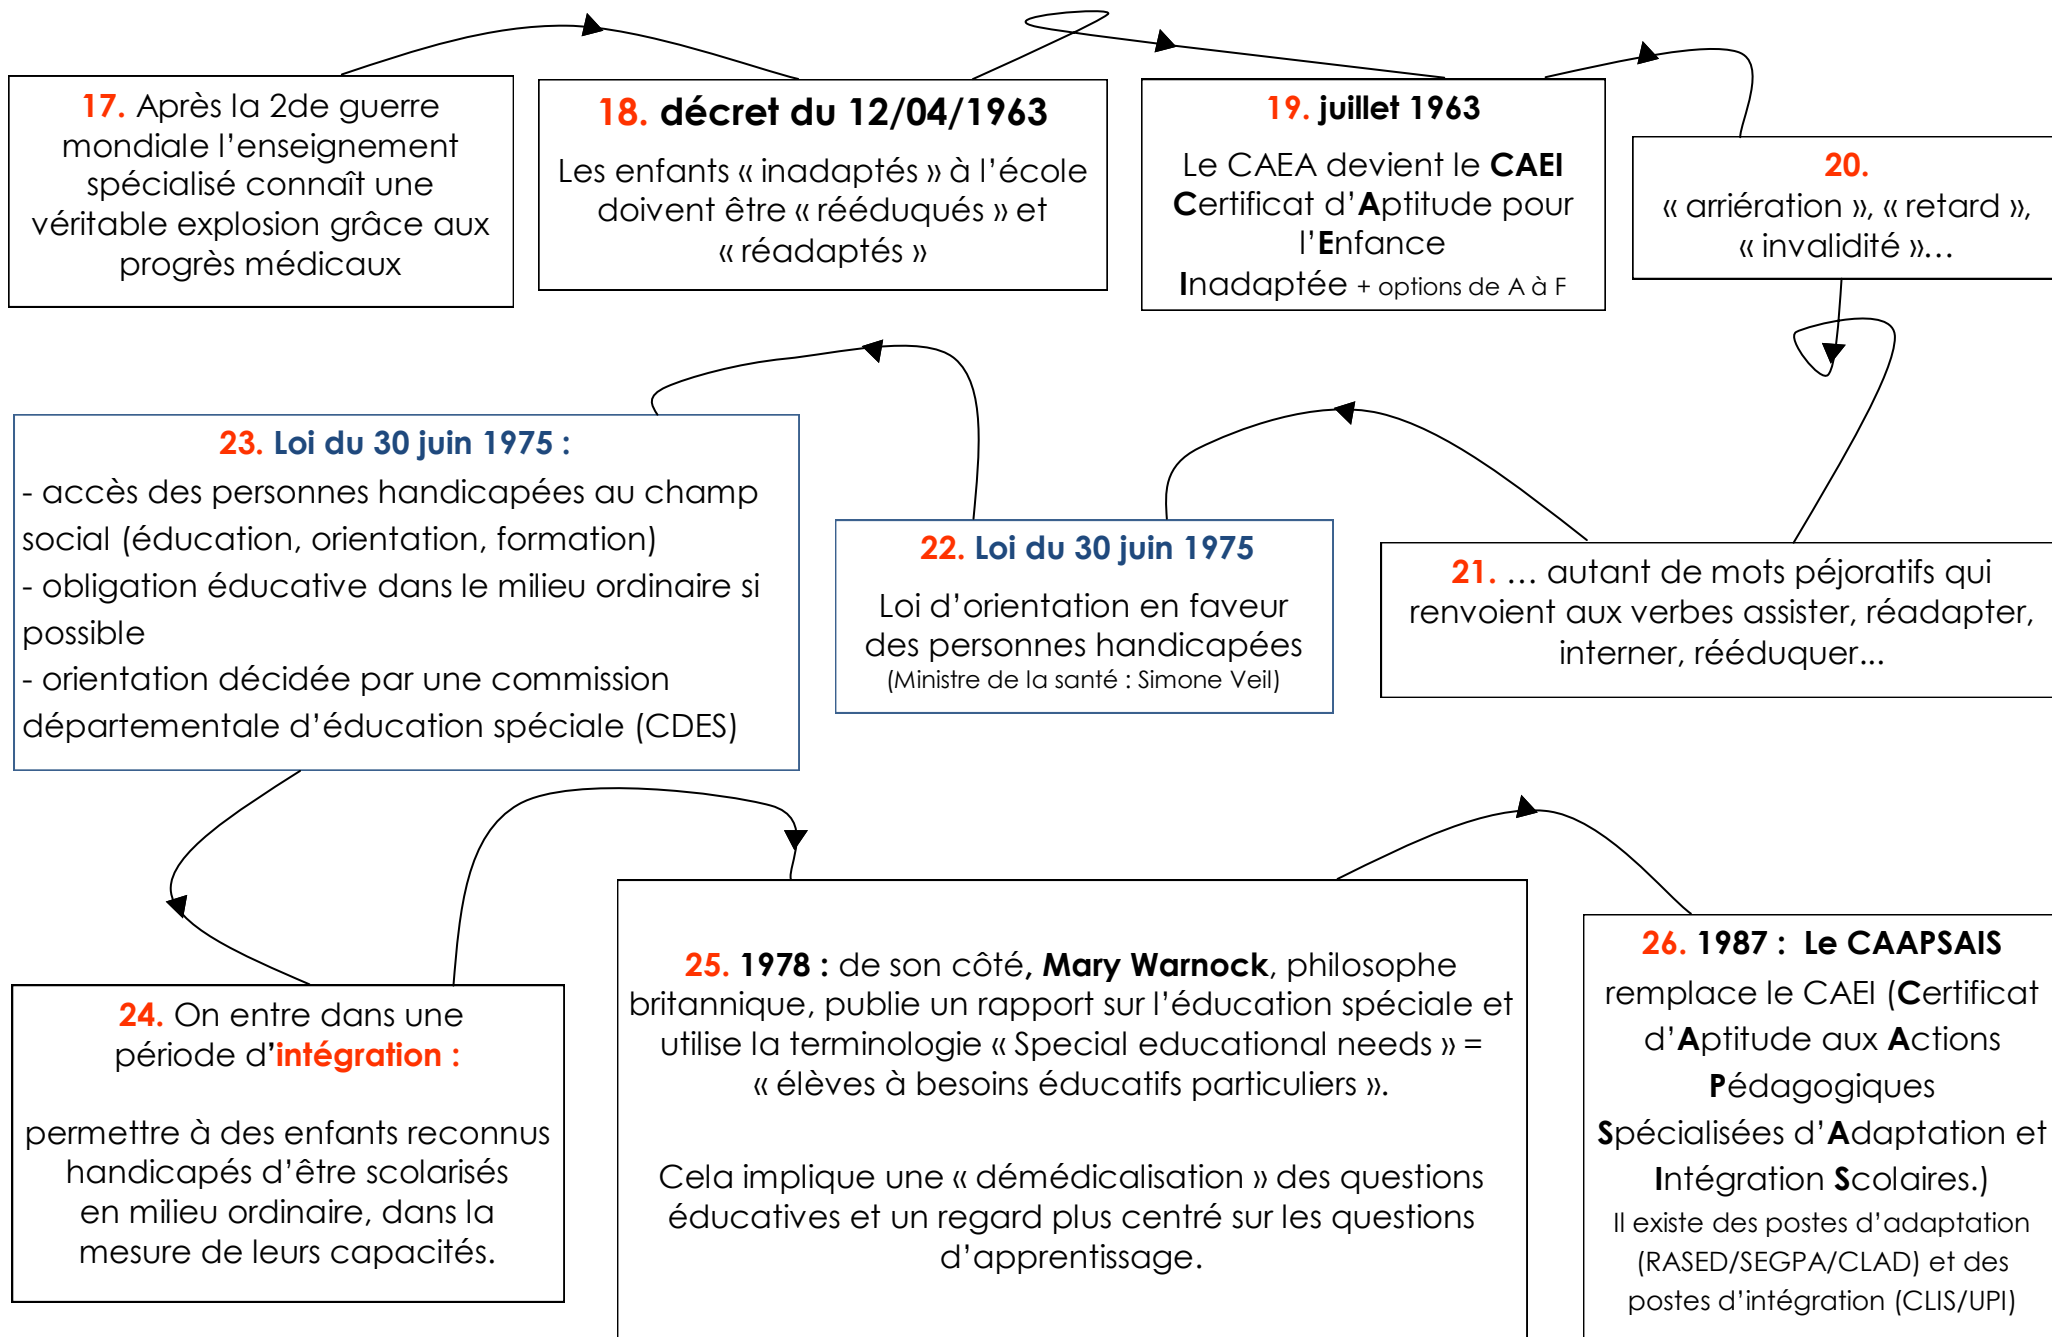 17. Après la 2de guerre
mondiale l’enseignement
spécialisé connaît une
véritable explosion grâce aux
progrès médicaux
18. décret du 12/04/1963
Les enfants « inadaptés » à l’école
doivent être « rééduqués » et
« réadaptés »
19. juillet 1963
Le CAEA devient le CAEI
Certificat d’Aptitude pour
l’Enfance
Inadaptée + options de A à F
20.
« arriération », « retard »,
« invalidité »…
21. … autant de mots péjoratifs qui
renvoient aux verbes assister, réadapter,
interner, rééduquer...
22. Loi du 30 juin 1975
Loi d’orientation en faveur
des personnes handicapées
(Ministre de la santé : Simone Veil)
23. Loi du 30 juin 1975 :
- accès des personnes handicapées au champ
social (éducation, orientation, formation)
- obligation éducative dans le milieu ordinaire si
possible
- orientation décidée par une commission
départementale d’éducation spéciale (CDES)
24. On entre dans une
période d’intégration :
permettre à des enfants reconnus
handicapés d’être scolarisés
en milieu ordinaire, dans la
mesure de leurs capacités.
25. 1978 : de son côté, Mary Warnock, philosophe
britannique, publie un rapport sur l’éducation spéciale et
utilise la terminologie « Special educational needs » =
« élèves à besoins éducatifs particuliers ».
Cela implique une « démédicalisation » des questions
éducatives et un regard plus centré sur les questions
d’apprentissage.
26. 1987 : Le CAAPSAIS
remplace le CAEI (Certificat
d’Aptitude aux Actions
Pédagogiques
Spécialisées d’Adaptation et
Intégration Scolaires.)
Il existe des postes d’adaptation
(RASED/SEGPA/CLAD) et des
postes d’intégration (CLIS/UPI)